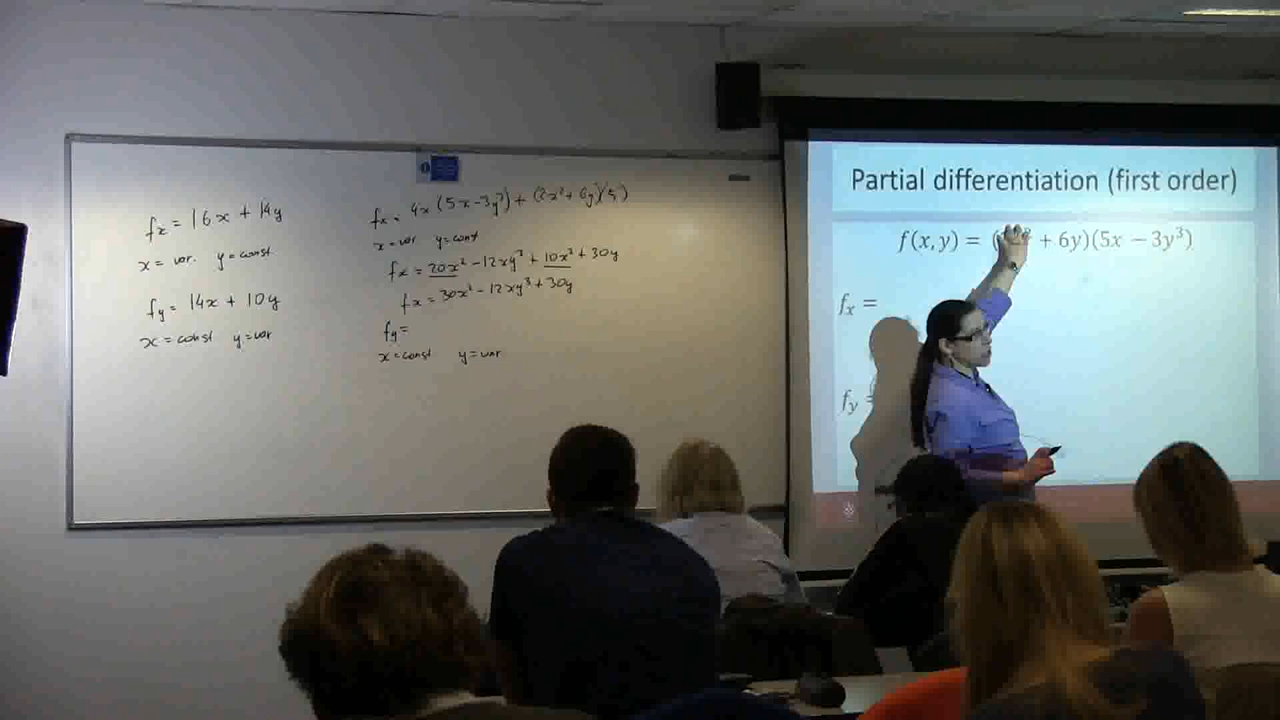 fx = 16x + 14y
x = var. y = const.
fy = 14x + 10y
x = const y = var
fx = 4x (5x - 3y³) + (2x² + 6y)(5)
x = var y = const
fx = 20x² - 12xy³ + 10x² + 30y
fx = 30x² - 12xy³ + 30y
fy =
x = const y = var
Partial differentiation (first order)
f(x, y) = ( + 6y)(5x − 3y³)
fx =
fy =